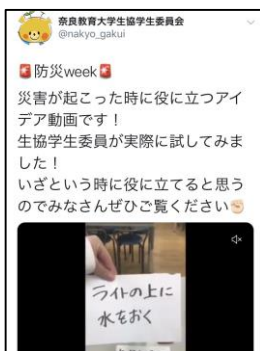 奈良教育大学生協学生委員会
@nakyo_gakui
🚨防災week🚨
災害が起こった時に役に立つアイ
デア動画です！
生協学生委員が実際に試してみま
した！
いざという時に役に立てると思う
のでみなさんぜひご覧ください✊🏻
ライトの上に
水をおく